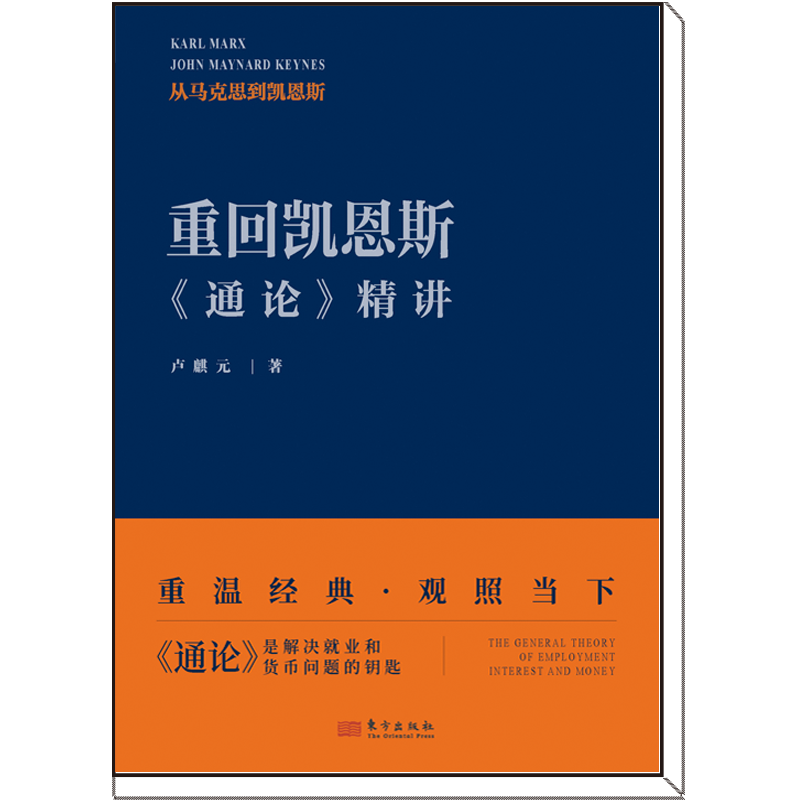 KARL MARX
JOHN MAYNARD KEYNES
从马克思到凯恩斯
重回凯恩斯
《通论》精讲
卢麒元 | 著
重温经典·观照当下
《通论》是解决就业和
货币问题的钥匙
THE GENERAL THEORY
OF EMPLOYMENT
INTEREST AND MONEY
东方出版社
The Oriental Press